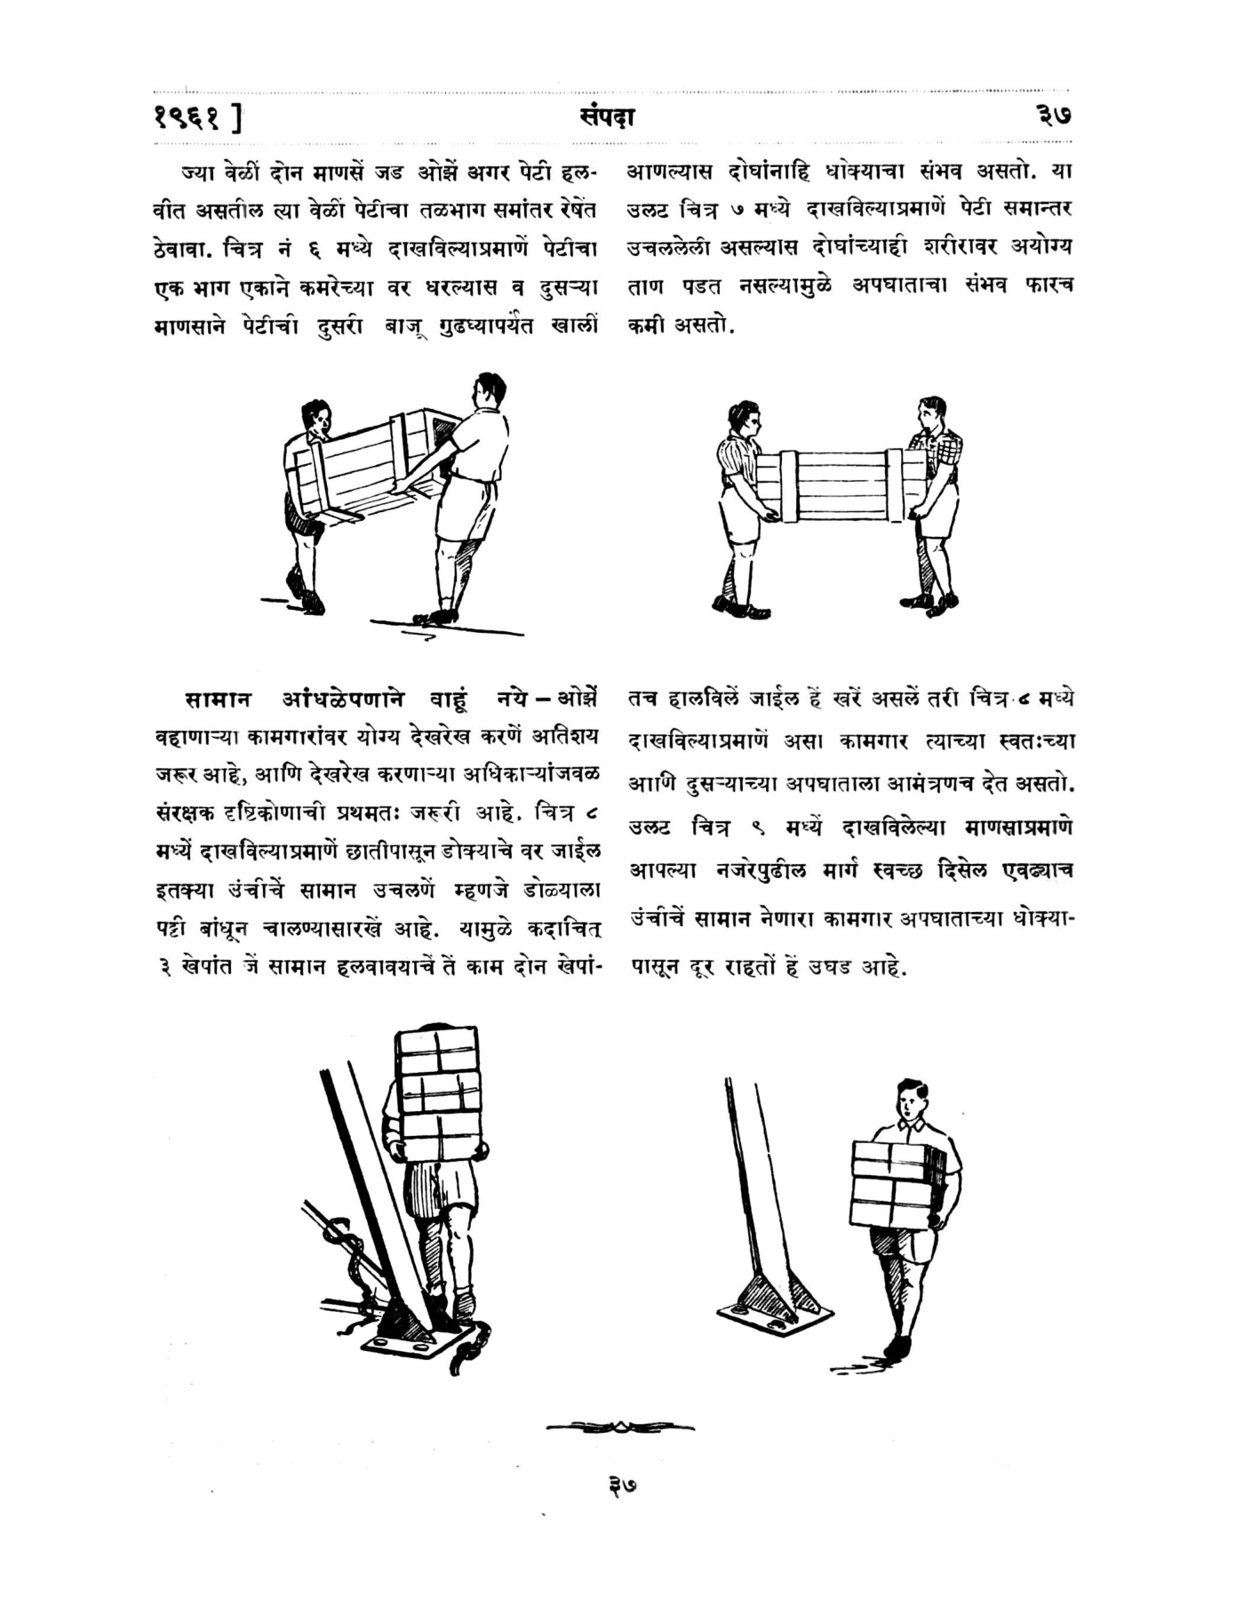 १९६१ ]
संपदा
३७
ज्या वेळीं दोन माणसें जड ओझें अगर पेटी हल-
वीत असतील त्या वेळीं पेटीचा तळभाग समांतर रेषेंत
ठेवावा. चित्र नं ६ मध्ये दाखविल्याप्रमाणें पेटीचा
एक भाग एकाने कमरेच्या वर धरल्यास व दुसऱ्या
माणसाने पेटीची दुसरी बाजू गुढघ्यापर्यंत खालीं
आणल्यास दोघांनाहि धोक्याचा संभव असतो. या
उलट चित्र ७ मध्ये दाखविल्याप्रमाणें पेटी समान्तर
उचललेली असल्यास दोघांच्याही शरीरावर अयोग्य
ताण पडत नसल्यामुळे अपघाताचा संभव फारच
कमी असतो.
सामान आंधळेपणाने वाहूं नये – ओझें
वहाणाऱ्या कामगारांवर योग्य देखरेख करणें अतिशय
जरूर आहे, आणि देखरेख करणाऱ्या अधिकाऱ्यांजवळ
संरक्षक दृष्टिकोणाची प्रथमतः जरूरी आहे. चित्र ८
मध्यें दाखविल्याप्रमाणें छातीपासून डोक्याचे वर जाईल
इतक्या उंचीचें सामान उचलणें म्हणजे डोळ्याला
पट्टी बांधून चालण्यासारखें आहे. यामुळे कदाचित्
३ खेपांत जें सामान हलवावयाचें तें काम दोन खेपां-
तच हालविलें जाईल हें खरें असलें तरी चित्र ८ मध्ये
दाखविल्याप्रमाणें असा कामगार त्याच्या स्वतःच्या
आणि दुसऱ्याच्या अपघाताला आमंत्रणच देत असतो.
उलट चित्र ९ मध्यें दाखविलेल्या माणसाप्रमाणे
आपल्या नजरेपुढील मार्ग स्वच्छ दिसेल एवढ्याच
उंचीचें सामान नेणारा कामगार अपघाताच्या धोक्या-
पासून दूर राहतों हें उघड आहे.
३७